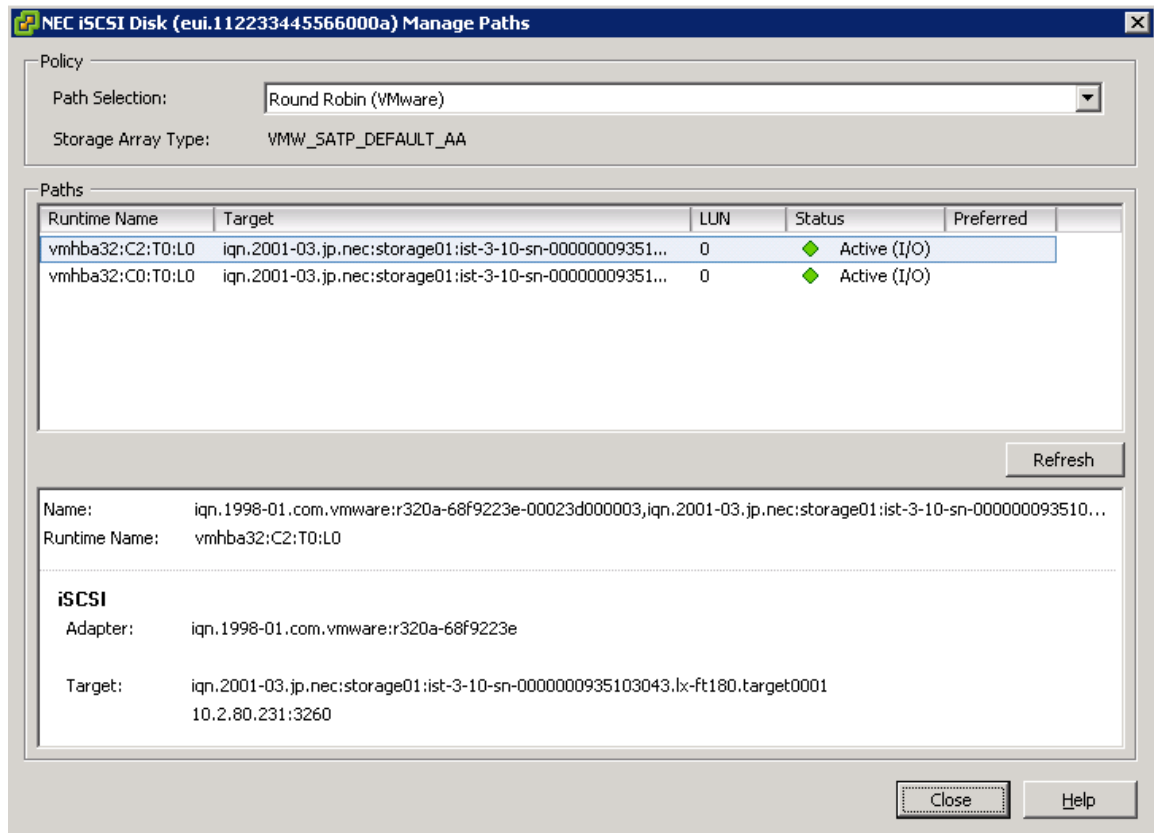 NEC iSCSI Disk (eui.112233445566000a) Manage Paths
Policy
Path Selection: Round Robin (VMware)
Storage Array Type: VMW_SATP_DEFAULT_AA
Paths
Runtime Name Target LUN Status Preferred
vmhba32:C2:T0:L0 iqn.2001-03.jp.nec:storage01:ist-3-10-sn-00000009351... 0 Active (I/O)
vmhba32:C0:T0:L0 iqn.2001-03.jp.nec:storage01:ist-3-10-sn-00000009351... 0 Active (I/O)
Refresh
Name: iqn.1998-01.com.vmware:r320a-68f9223e-00023d000003,iqn.2001-03.jp.nec:storage01:ist-3-10-sn-000000093510...
Runtime Name: vmhba32:C2:T0:L0
iSCSI
Adapter: iqn.1998-01.com.vmware:r320a-68f9223e
Target: iqn.2001-03.jp.nec:storage01:ist-3-10-sn-0000000935103043.lx-ft180.target0001
10.2.80.231:3260
Close Help